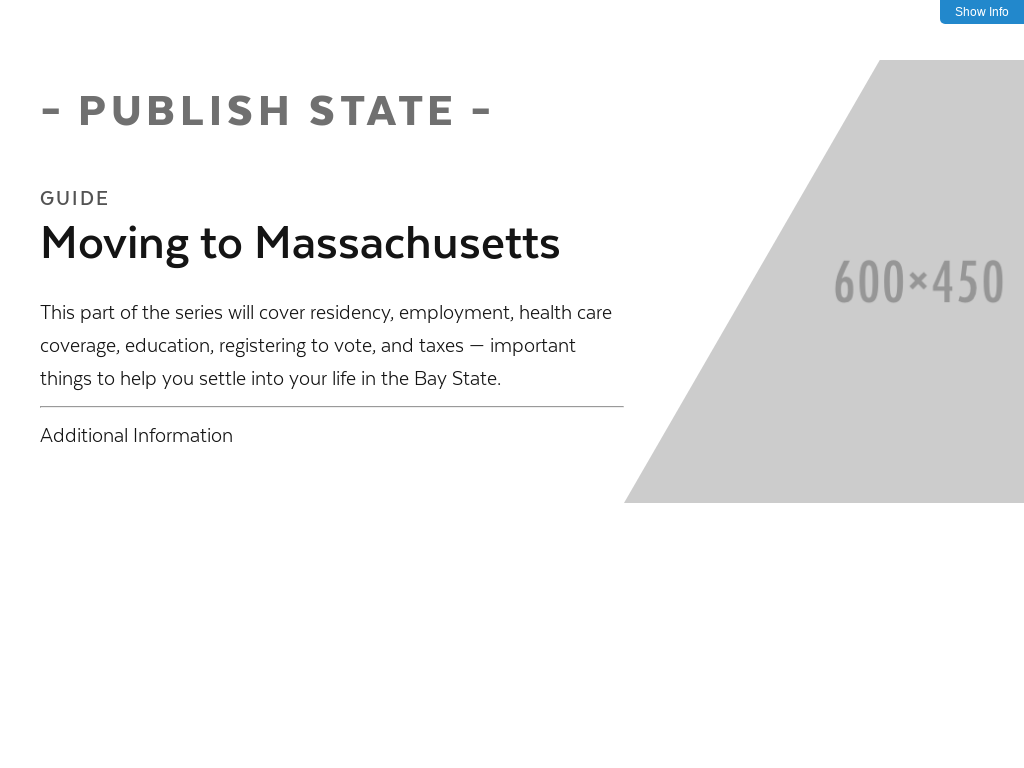 Show Info
- PUBLISH STATE -
GUIDE
Moving to Massachusetts
This part of the series will cover residency, employment, health care
coverage, education, registering to vote, and taxes — important
things to help you settle into your life in the Bay State.
Additional Information
600×450